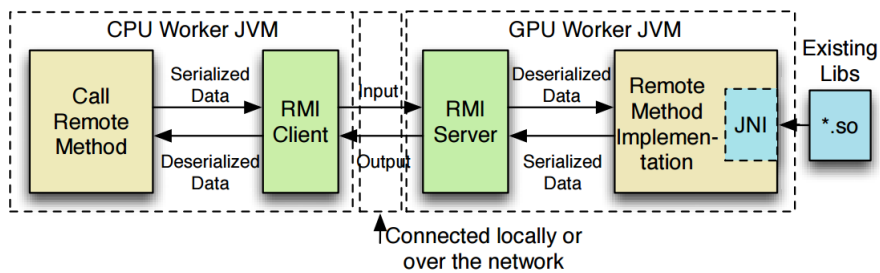 CPU Worker JVM
GPU Worker JVM
Existing
Libs
Call
Remote
Method
Serialized
Data
Deserialized
Data
RMI
Client
Input
Output
RMI
Server
Deserialized
Data
Serialized
Data
Remote
Method
Implemen-
tation
JNI
*.so
Connected locally or
over the network